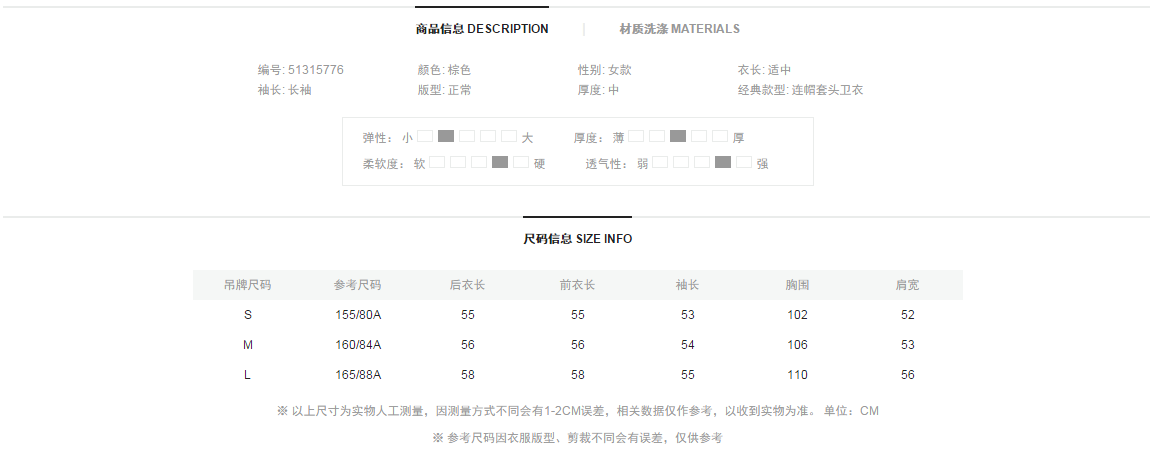 商品信息 DESCRIPTION | 材质洗涤 MATERIALS
编号: 51315776 颜色: 棕色 性别: 女款 衣长: 适中
袖长: 长袖 版型: 正常 厚度: 中 经典款型: 连帽套头卫衣
弹性： 小 大 厚度： 薄 厚
柔软度： 软 硬 透气性： 弱 强
尺码信息 SIZE INFO
吊牌尺码 参考尺码 后衣长 前衣长 袖长 胸围 肩宽
S 155/80A 55 55 53 102 52
M 160/84A 56 56 54 106 53
L 165/88A 58 58 55 110 56
※ 以上尺寸为实物人工测量，因测量方式不同会有1-2CM误差，相关数据仅作参考，以收到实物为准。 单位：CM
※ 参考尺码因衣服版型、剪裁不同会有误差，仅供参考